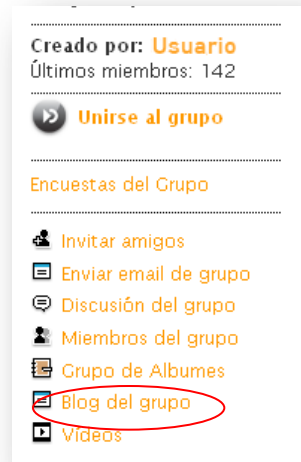 Creado por: Usuario
Últimos miembros: 142
Unirse al grupo
Encuestas del Grupo
Invitar amigos
Enviar email de grupo
Discusión del grupo
Miembros del grupo
Grupo de Albumes
Blog del grupo
Vídeos